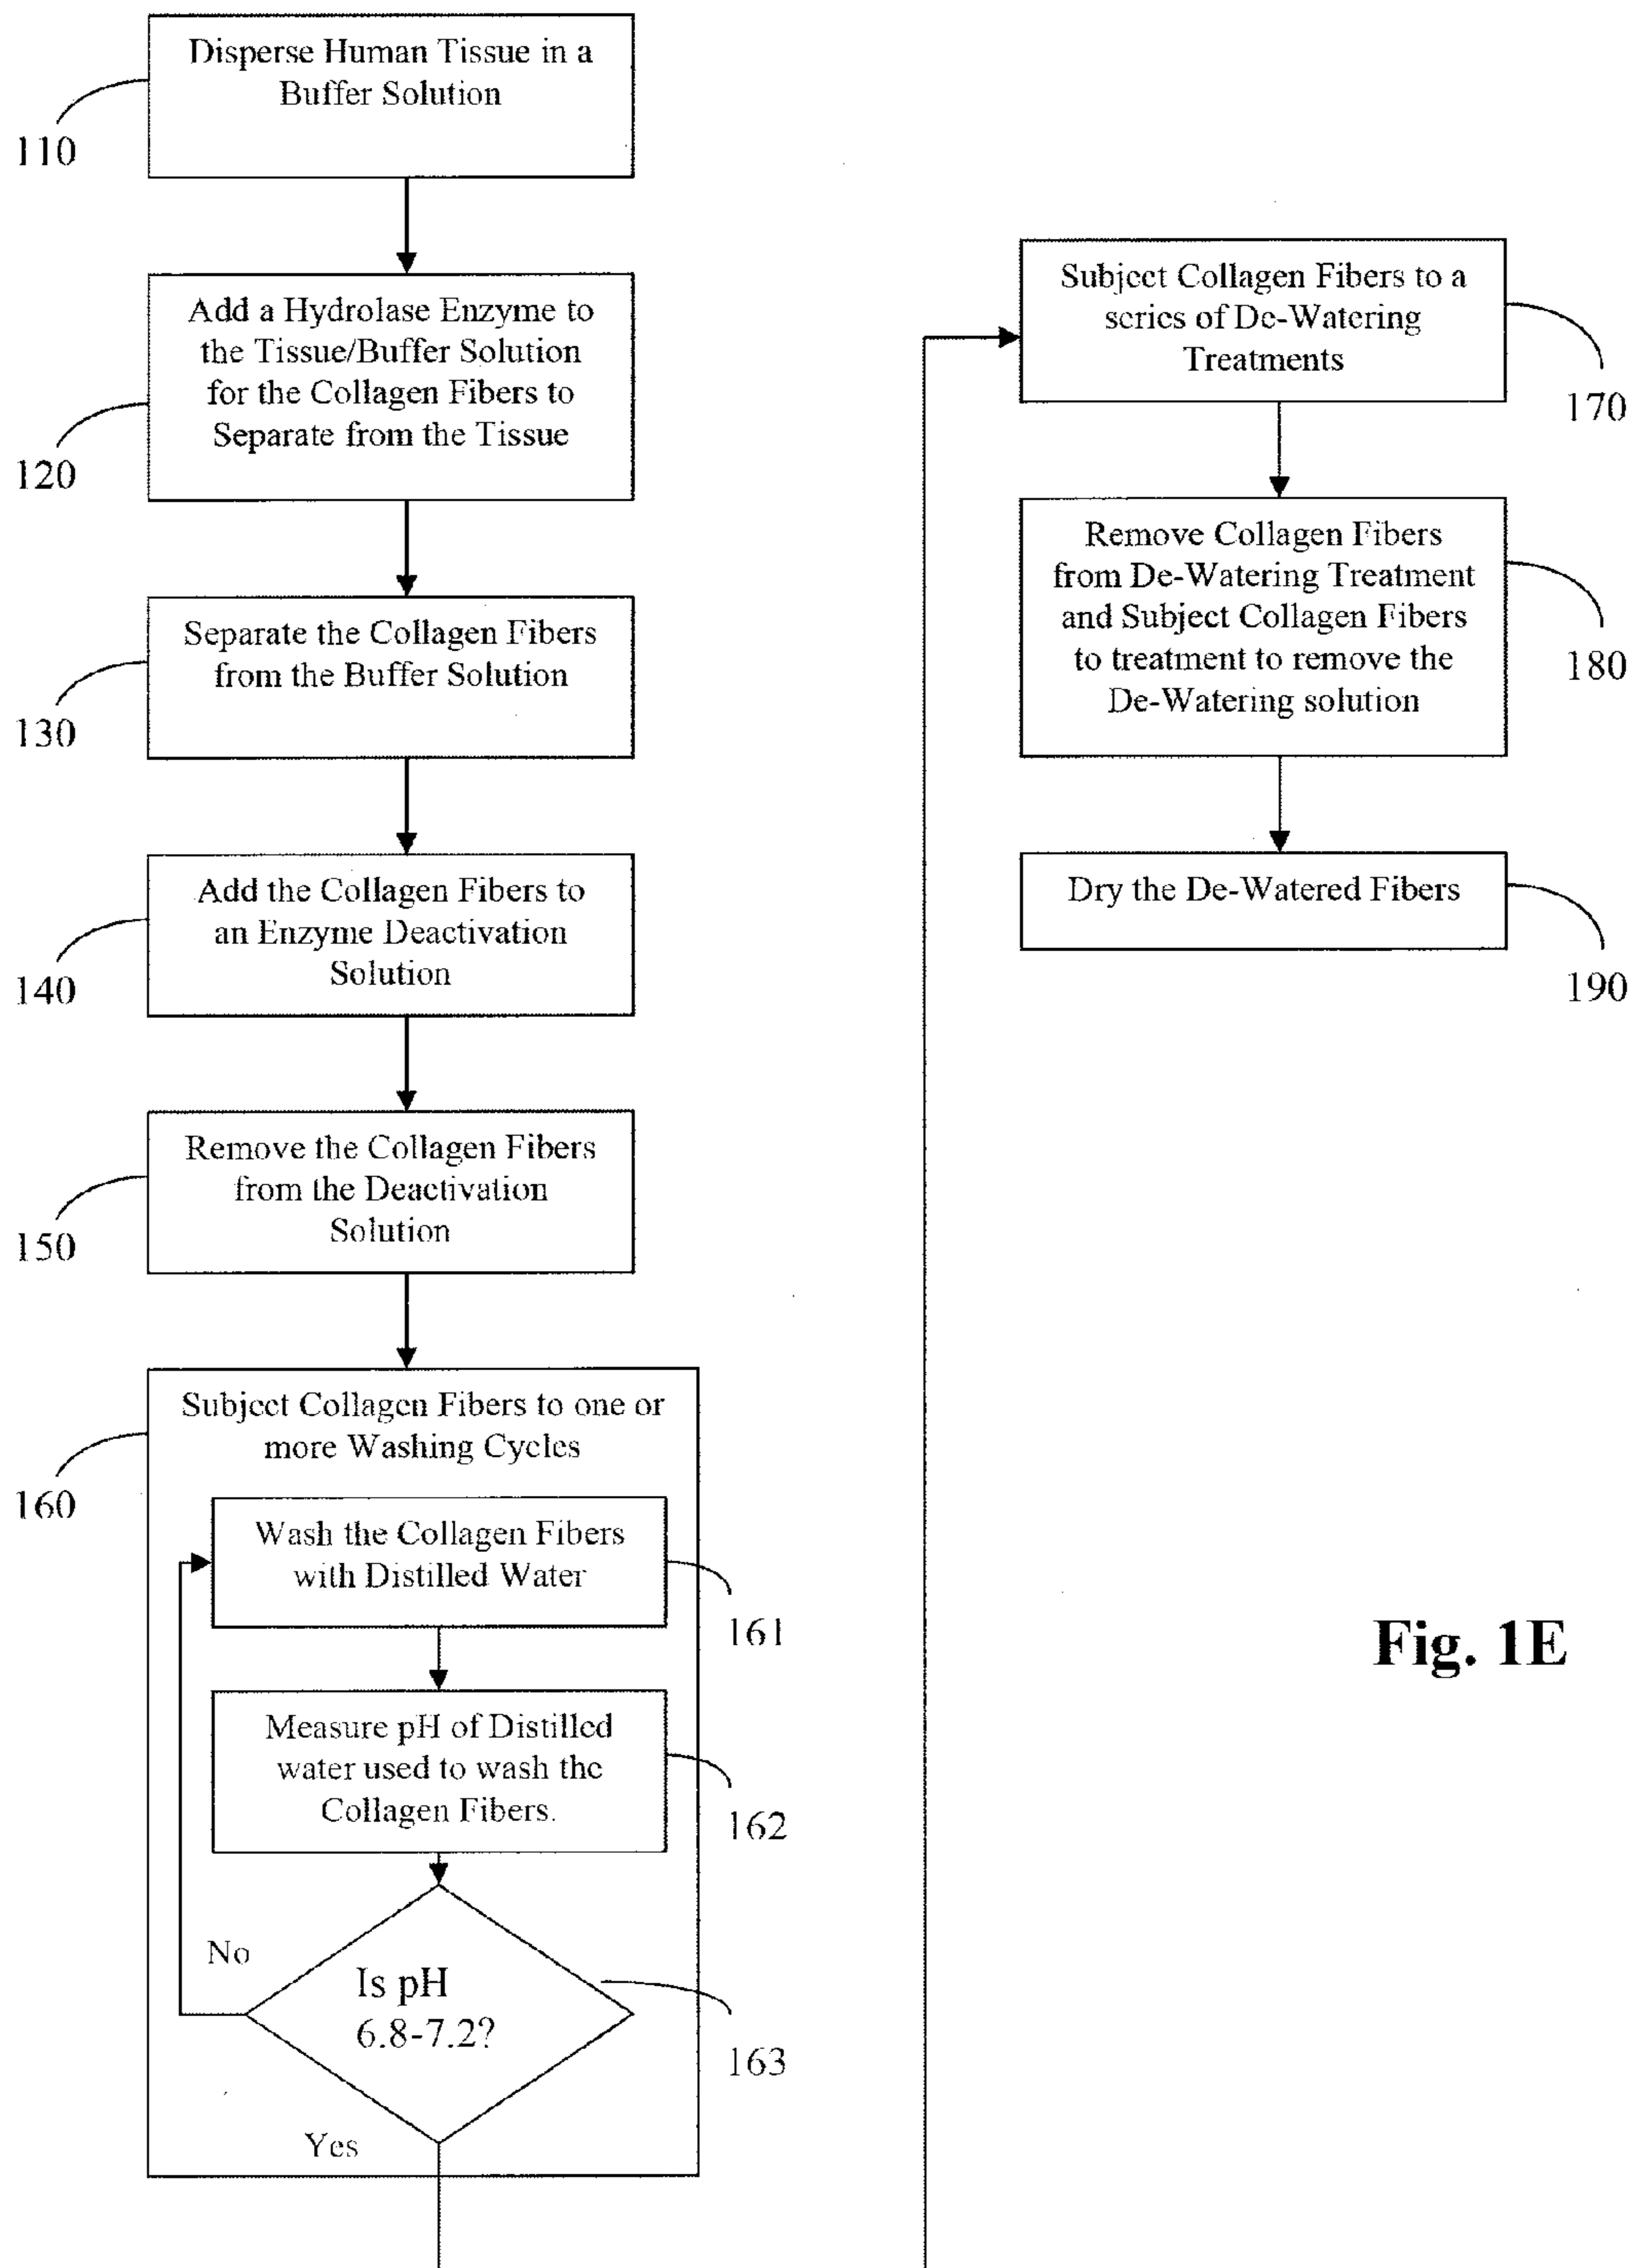 Disperse Human Tissue in a
Buffer Solution
110
Add a Hydrolase Enzyme to
the Tissue/Buffer Solution
for the Collagen Fibers to
Separate from the Tissue
120
Separate the Collagen Fibers
from the Buffer Solution
130
Add the Collagen Fibers to
an Enzyme Deactivation
Solution
140
Remove the Collagen Fibers
from the Deactivation
Solution
150
Subject Collagen Fibers to one or
more Washing Cycles
160
Wash the Collagen Fibers
with Distilled Water
161
Measure pH of Distilled
water used to wash the
Collagen Fibers.
162
No
Is pH
6.8-7.2?
163
Yes
Subject Collagen Fibers to a
series of De-Watering
Treatments
170
Remove Collagen Fibers
from De-Watering Treatment
and Subject Collagen Fibers
to treatment to remove the
De-Watering solution
180
Dry the De-Watered Fibers
190
Fig. 1E